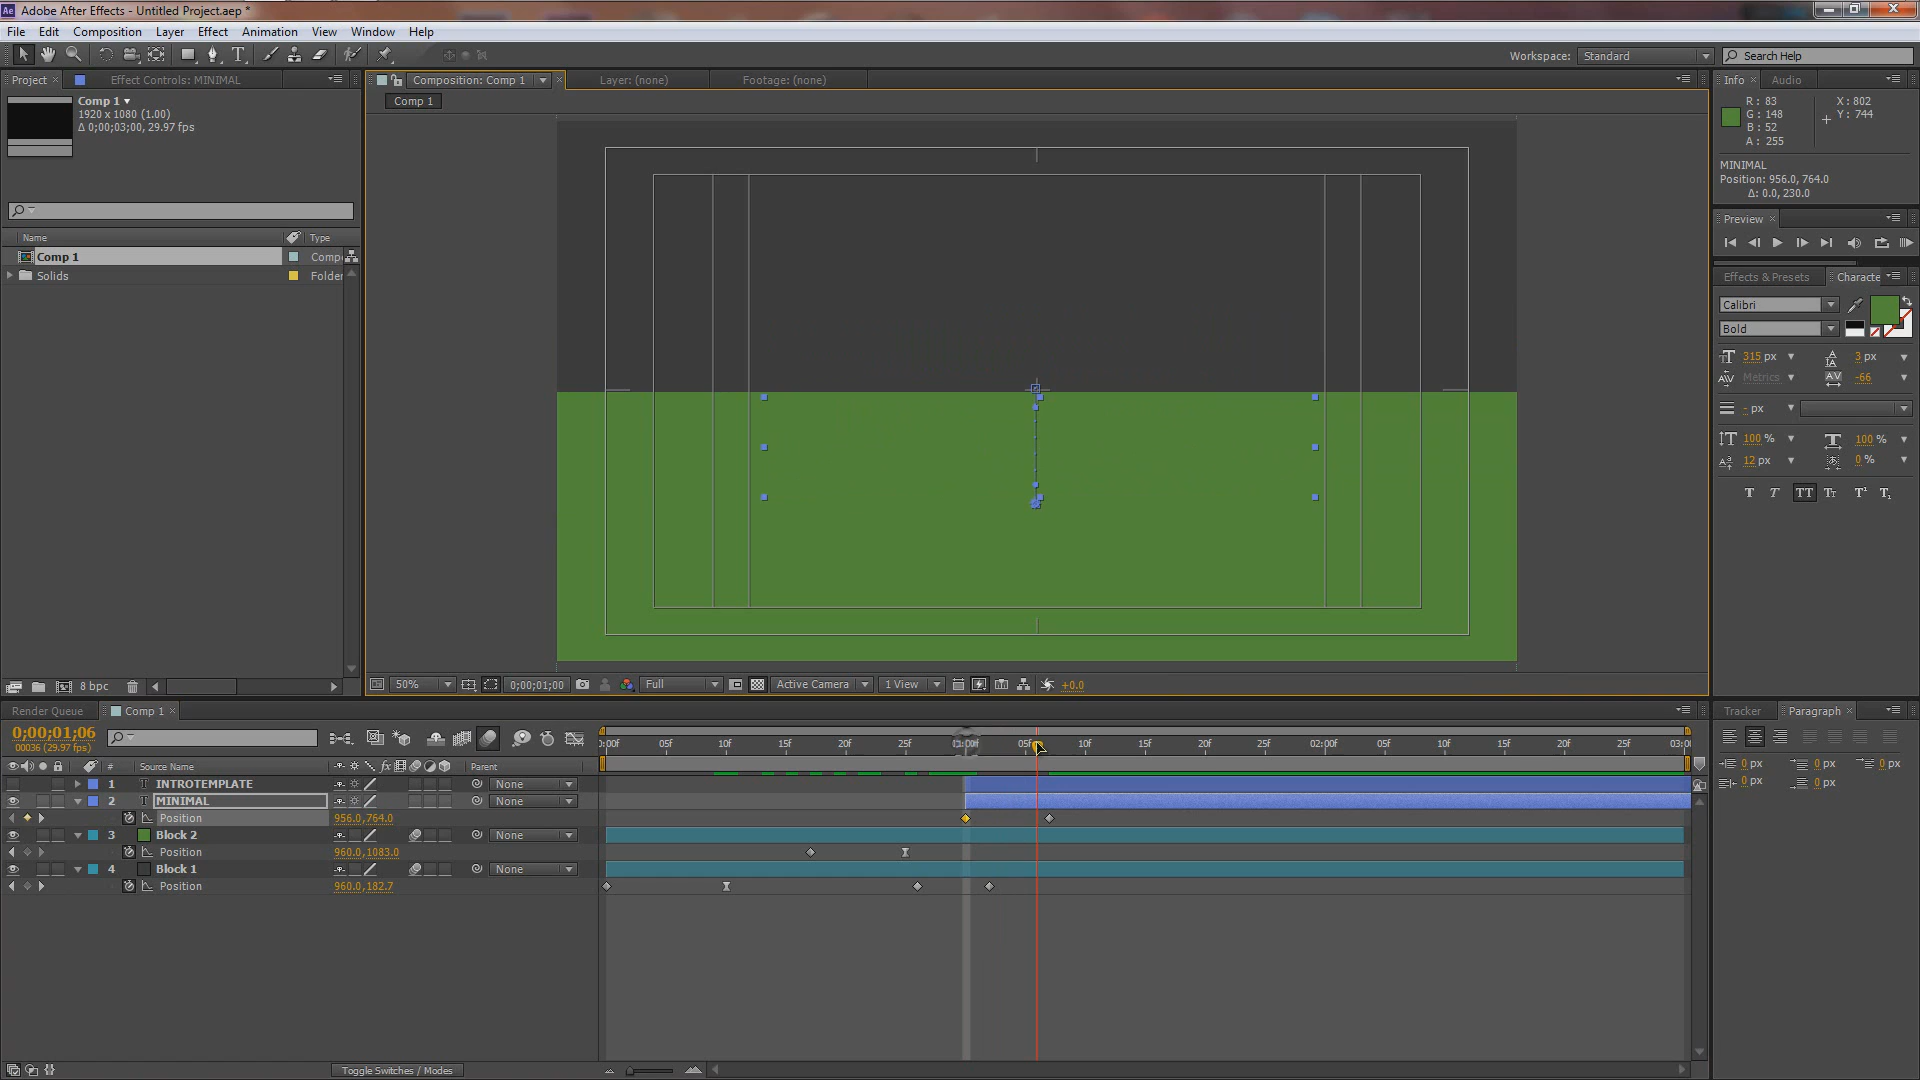 Adobe After Effects - Untitled Project.aep *
File Edit Composition Layer Effect Animation View Window Help
Workspace: Standard Search Help
Project Effect Controls: MINIMAL Composition: Comp 1 Layer: (none) Footage: (none) Info Audio
Comp 1
1920 x 1080 (1.00)
Δ 0;00;03;00, 29.97 fps
Comp 1
R : 83 X : 802
G : 148 Y : 744
B : 52
A : 255
MINIMAL
Position: 956.0, 764.0
Δ: 0.0, 230.0
Preview
Name Type
Comp 1 Comp
Solids Folder
Effects & Presets Characte
Calibri
Bold
315 px 3 px
Metrics -66
- px
100 % 100 %
12 px 0 %
T T TT Tr T¹ T,
8 bpc
50% 0;00;01;00 Full Active Camera 1 View +0.0
Render Queue Comp 1 Tracker Paragraph
0;00;01;06
00036 (29.97 fps)
0:00f 05f 10f 15f 20f 25f 01:00f 05f 10f 15f 20f 25f 02:00f 05f 10f 15f 20f 25f 03:00
# Source Name Parent
1 INTROTEMPLATE None
2 MINIMAL None
Position 956.0,764.0
3 Block 2 None
Position 960.0,1083.0
4 Block 1 None
Position 960.0,182.7
0 px 0 px 0 px
0 px 0 px
Toggle Switches / Modes